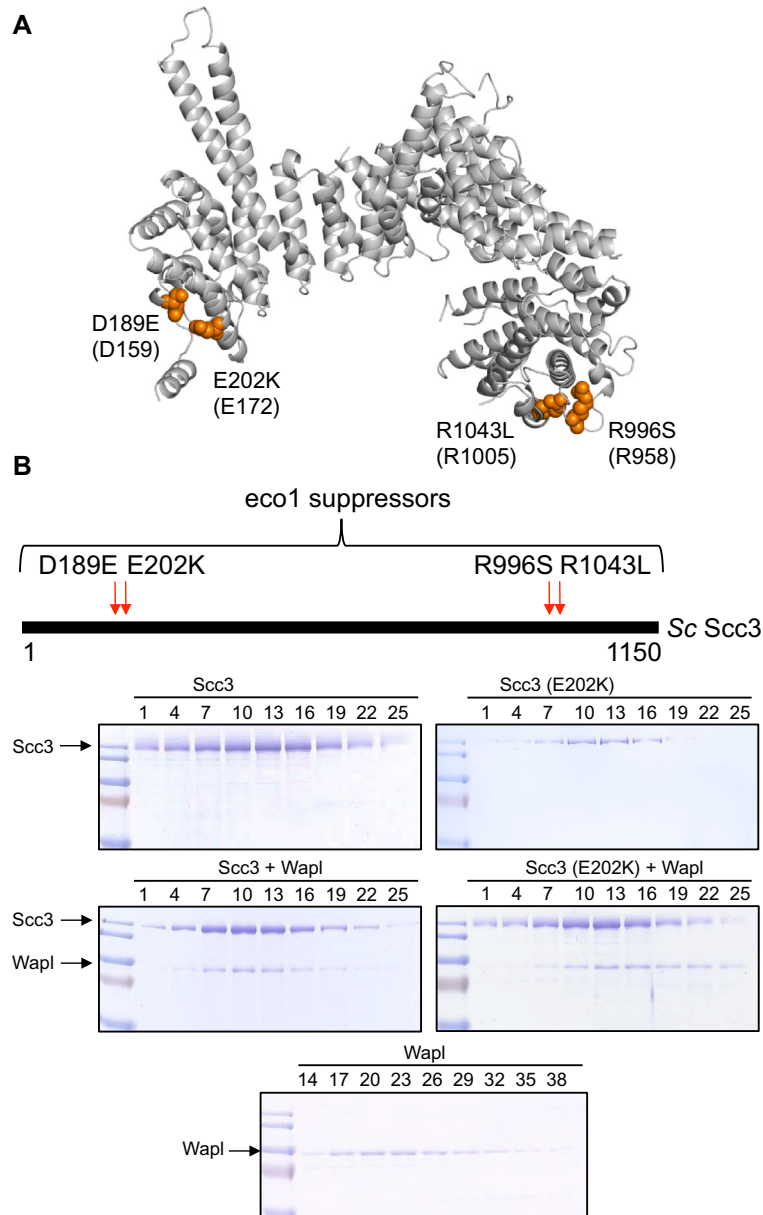 A
D189E
(D159)
E202K
(E172)
R1043L
(R1005)
R996S
(R958)
B
eco1 suppressors
D189E E202K
R996S R1043L
Sc Scc3
1
1150
Scc3
1 4 7 10 13 16 19 22 25
Scc3
Scc3 (E202K)
1 4 7 10 13 16 19 22 25
Scc3 + Wapl
1 4 7 10 13 16 19 22 25
Scc3
Wapl
Scc3 (E202K) + Wapl
1 4 7 10 13 16 19 22 25
Wapl
14 17 20 23 26 29 32 35 38
Wapl